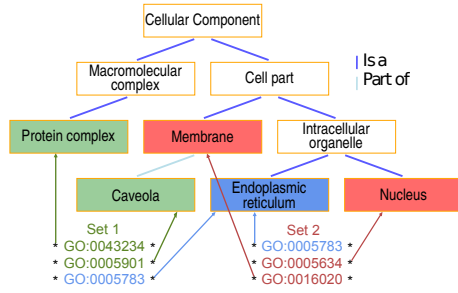 Cellular Component
Is a
Part of
Macromolecular
complex
Cell part
Protein complex
Membrane
Intracellular
organelle
Caveola
Endoplasmic
reticulum
Nucleus
Set 1
* GO:0043234 *
* GO:0005901 *
* GO:0005783 *
Set 2
* GO:0005783 *
* GO:0005634 *
* GO:0016020 *